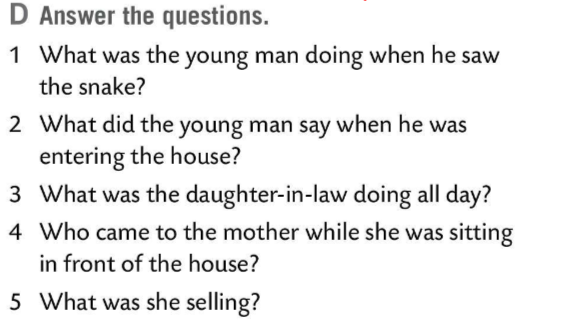 D Answer the questions.
1 What was the young man doing when he saw
the snake?
2 What did the young man say when he was
entering the house?
3 What was the daughter-in-law doing all day?
4 Who came to the mother while she was sitting
in front of the house?
5 What was she selling?